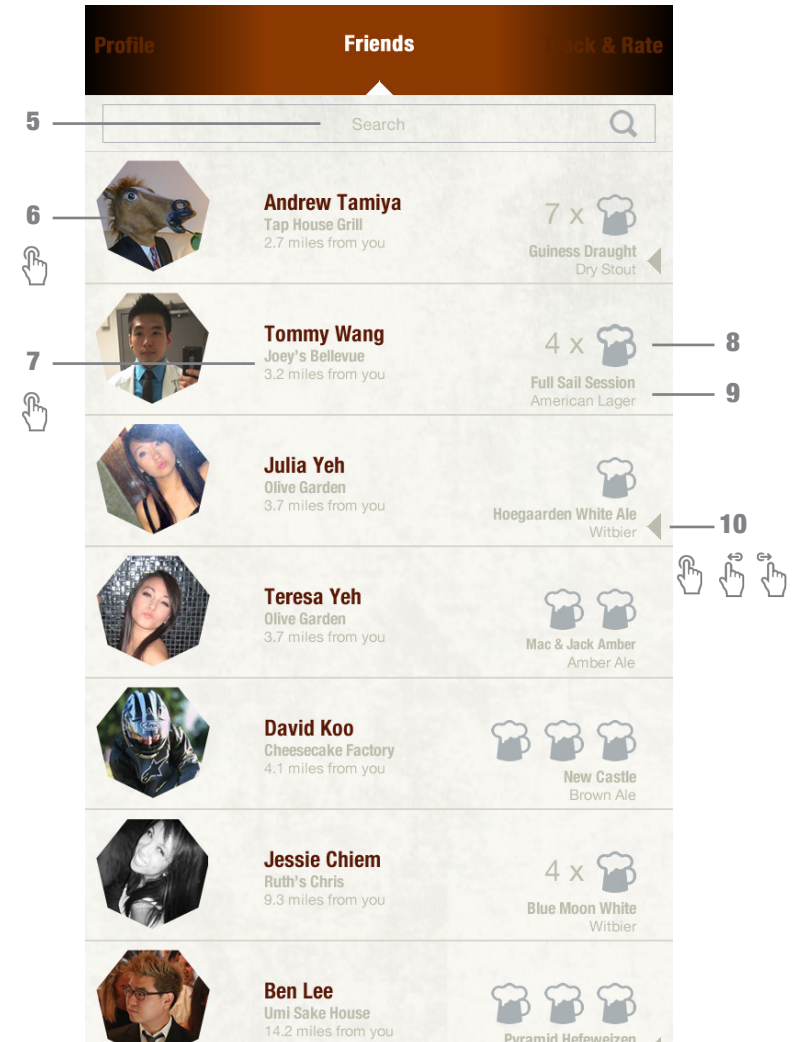 Profile
Friends
Track & Rate
5
Search
6
Andrew Tamiya
Tap House Grill
2.7 miles from you
7 x
Guiness Draught
Dry Stout
7
Tommy Wang
Joey's Bellevue
3.2 miles from you
4 x
8
Full Sail Session
American Lager
9
Julia Yeh
Olive Garden
3.7 miles from you
Hoegaarden White Ale
Witbier
10
Teresa Yeh
Olive Garden
3.7 miles from you
Mac & Jack Amber
Amber Ale
David Koo
Cheesecake Factory
4.1 miles from you
New Castle
Brown Ale
Jessie Chiem
Ruth's Chris
9.3 miles from you
4 x
Blue Moon White
Witbier
Ben Lee
Umi Sake House
14.2 miles from you
Pyramid Hefeweizen